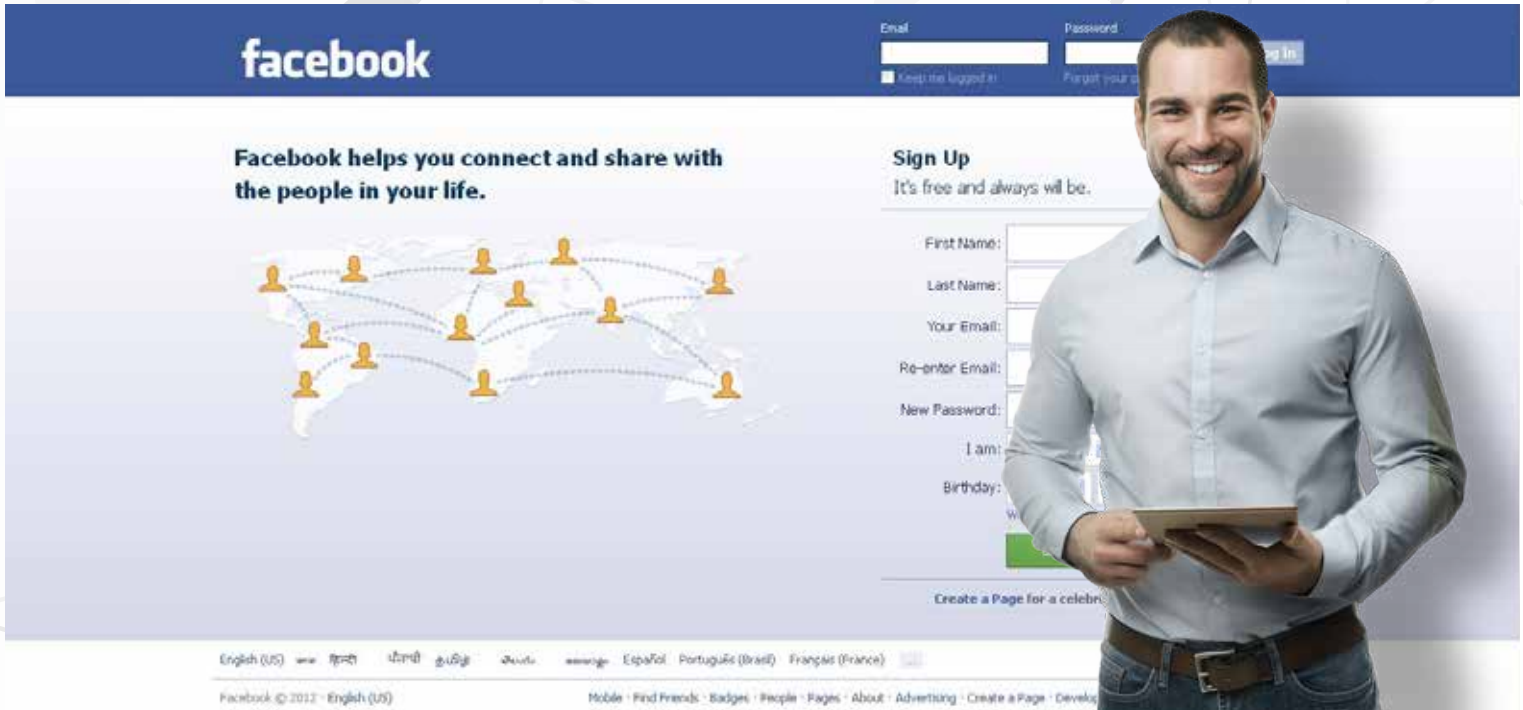 Email Password
facebook
Keep me logged in Forgot your
Facebook helps you connect and share with
the people in your life.
Sign Up
It's free and always will be.
First Name:
Last Name:
Your Email:
Re-enter Email:
New Password:
I am:
Birthday:
Create a Page for a celebri
English (US) हिन्दी ਪੰਜਾਬੀ தமிழ் Español Português (Brasil) Français (France)
Facebook © 2012 · English (US) Mobile · Find Friends · Badges · People · Pages · About · Advertising · Create a Page · Develop